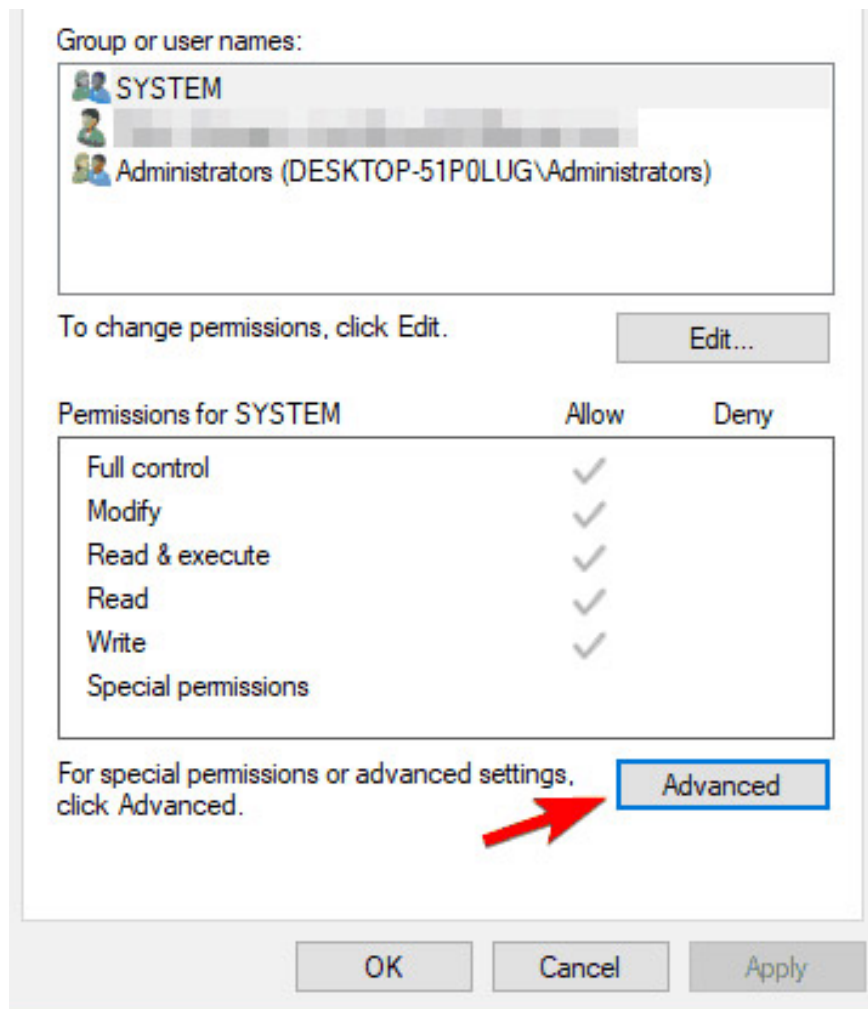 Group or user names:
SYSTEM
Administrators (DESKTOP-51P0LUG\Administrators)
To change permissions, click Edit.
Edit...
Permissions for SYSTEM Allow Deny
Full control
Modify
Read & execute
Read
Write
Special permissions
For special permissions or advanced settings,
click Advanced.
Advanced
OK Cancel Apply